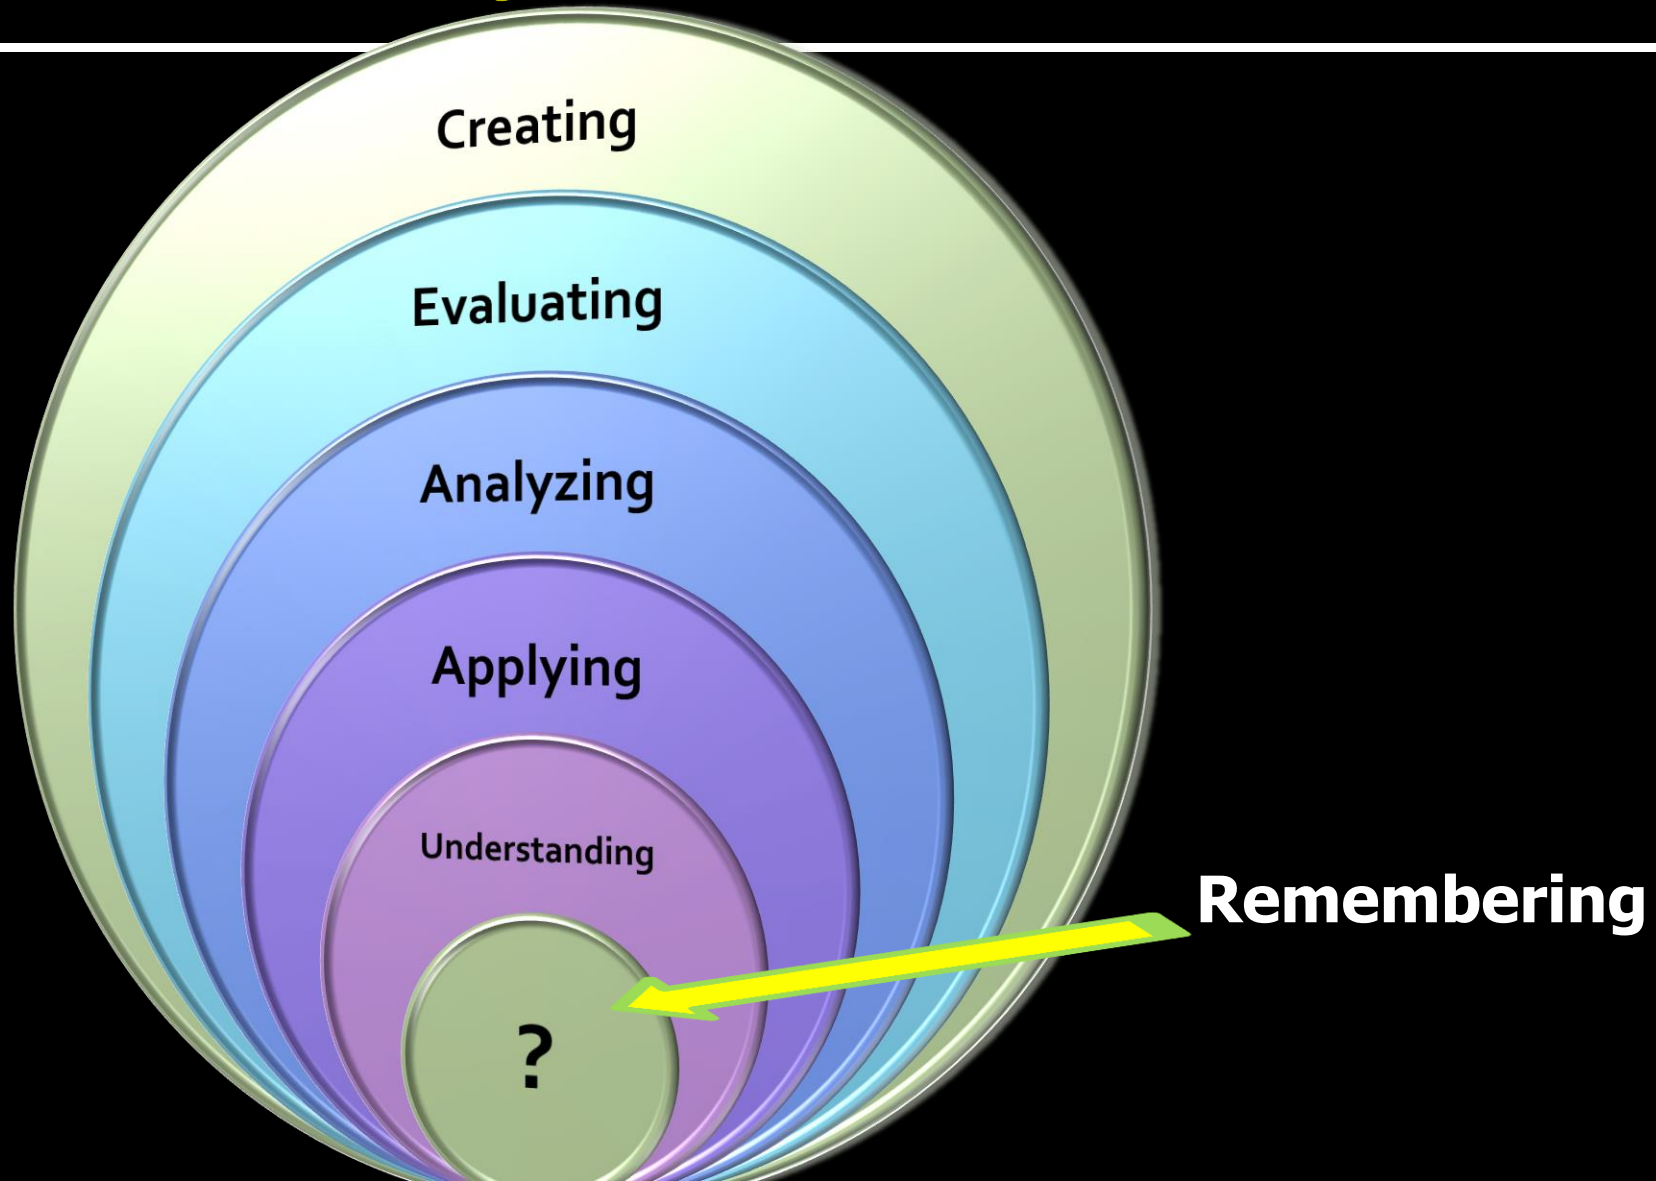 Creating
Evaluating
Analyzing
Applying
Understanding
Remembering
?